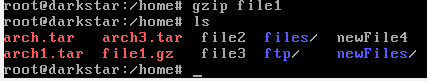 root@darkstar:/home# gzip file1
root@darkstar:/home# ls
arch.tar arch3.tar file2 files/ newFile4
arch1.tar file1.gz file3 ftp/ newFiles/
root@darkstar:/home# _